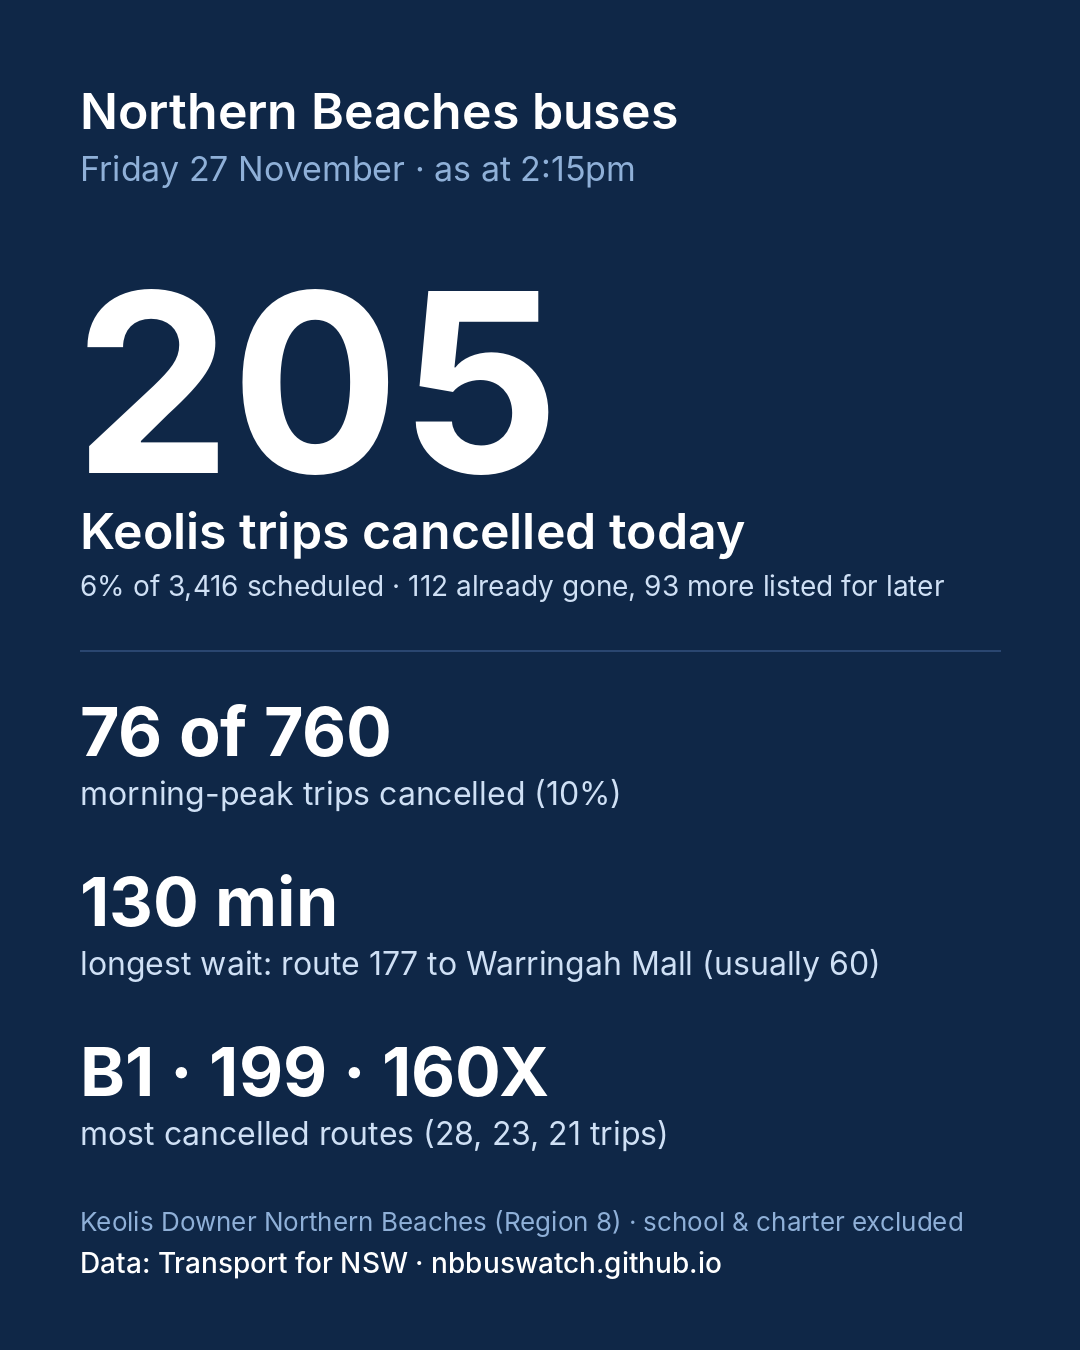 Northern Beaches buses
Friday 27 November · as at 2:15pm
205
Keolis trips cancelled today
6% of 3,416 scheduled · 112 already gone, 93 more listed for later
76 of 760
morning-peak trips cancelled (10%)
130 min
longest wait: route 177 to Warringah Mall (usually 60)
B1 · 199 · 160X
most cancelled routes (28, 23, 21 trips)
Keolis Downer Northern Beaches (Region 8) · school & charter excluded
Data: Transport for NSW · nbbuswatch.github.io